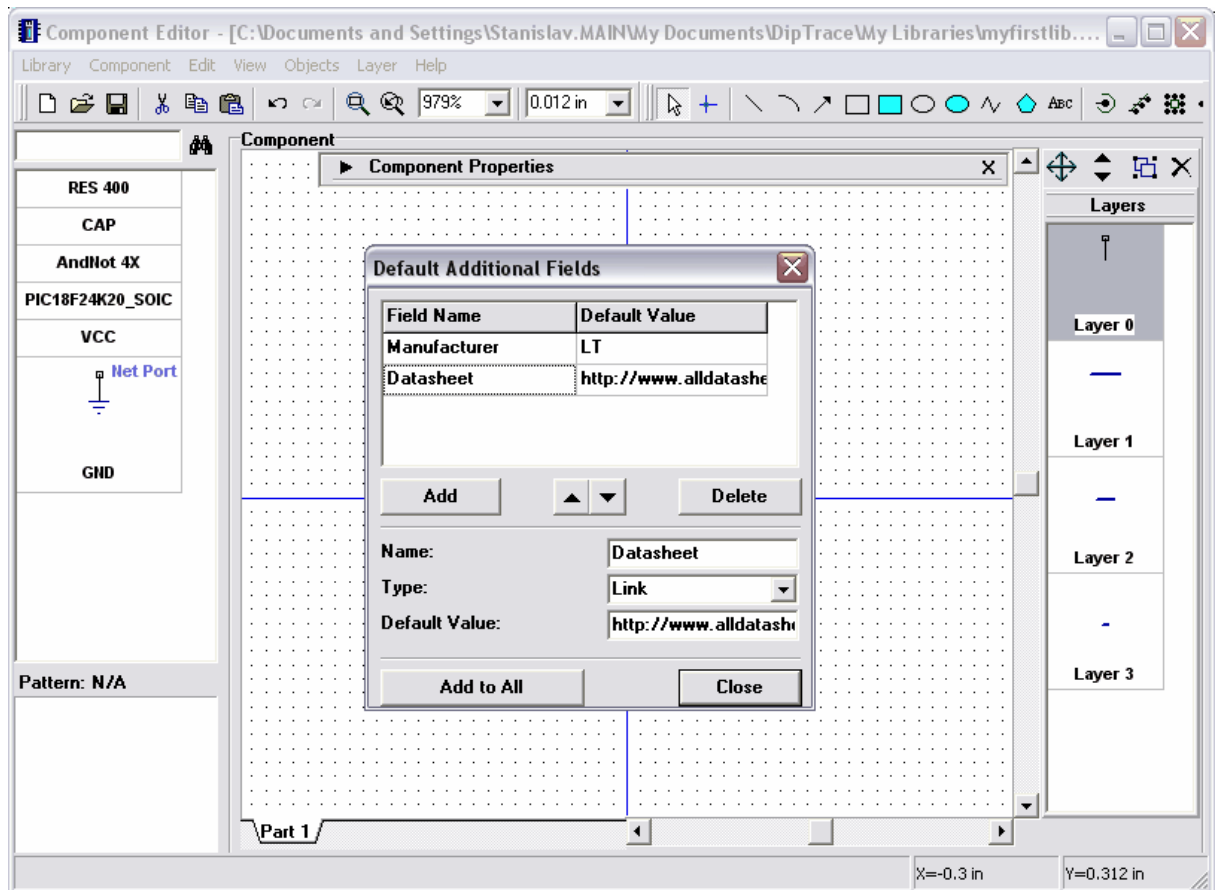 Component Editor - [C:\Documents and Settings\Stanislav.MAIN\My Documents\DipTrace\My Libraries\myfirstlib....
Library Component Edit View Objects Layer Help
979% 0.012 in ABC
Component
Component Properties X
RES 400
CAP
AndNot 4X
PIC18F24K20_SOIC
VCC
Net Port
GND
Pattern: N/A
Default Additional Fields
Field Name Default Value
Manufacturer LT
Datasheet http://www.alldatashe
Add Delete
Name: Datasheet
Type: Link
Default Value: http://www.alldatash
Add to All Close
Layers
Layer 0
Layer 1
Layer 2
Layer 3
Part 1
X=-0.3 in Y=0.312 in